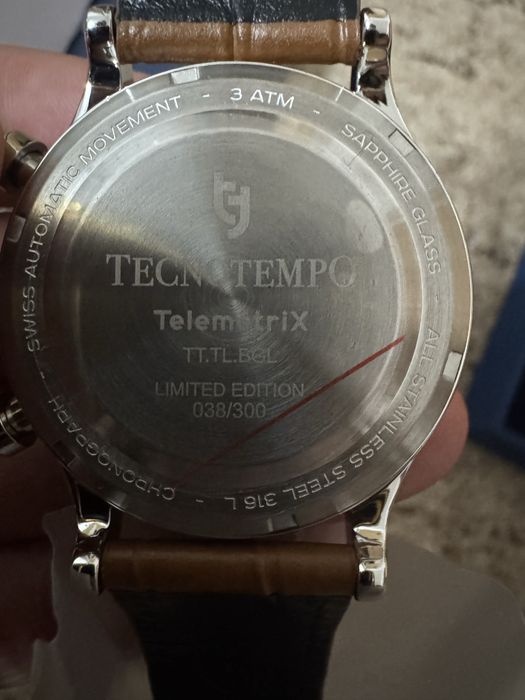 SWISS AUTOMATIC MOVEMENT - 3 ATM - SAPPHIRE GLASS - ALL STAINLESS STEEL 316 L - CHRONOGRAPH -
TECNOTEMPO
TelemetriX
TT.TL.BGL
LIMITED EDITION
038/300